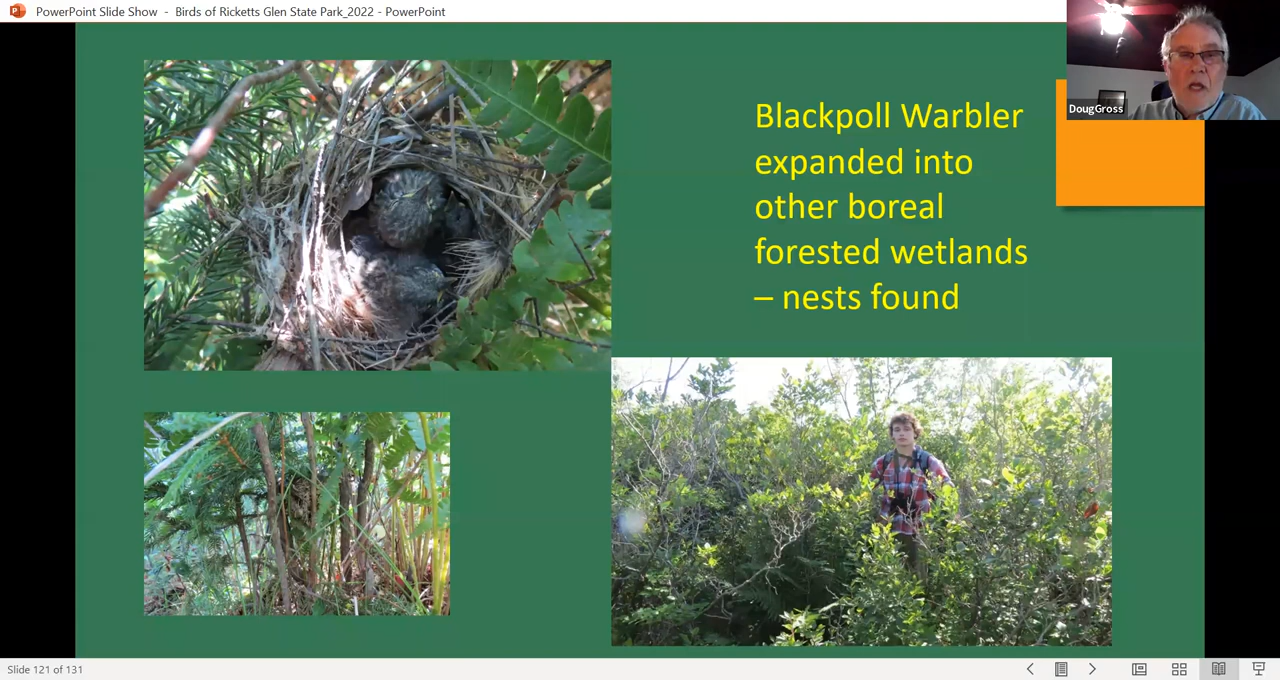 PowerPoint Slide Show - Birds of Ricketts Glen State Park_2022 - PowerPoint
DougGross
Blackpoll Warbler
expanded into
other boreal
forested wetlands
– nests found
Slide 121 of 131